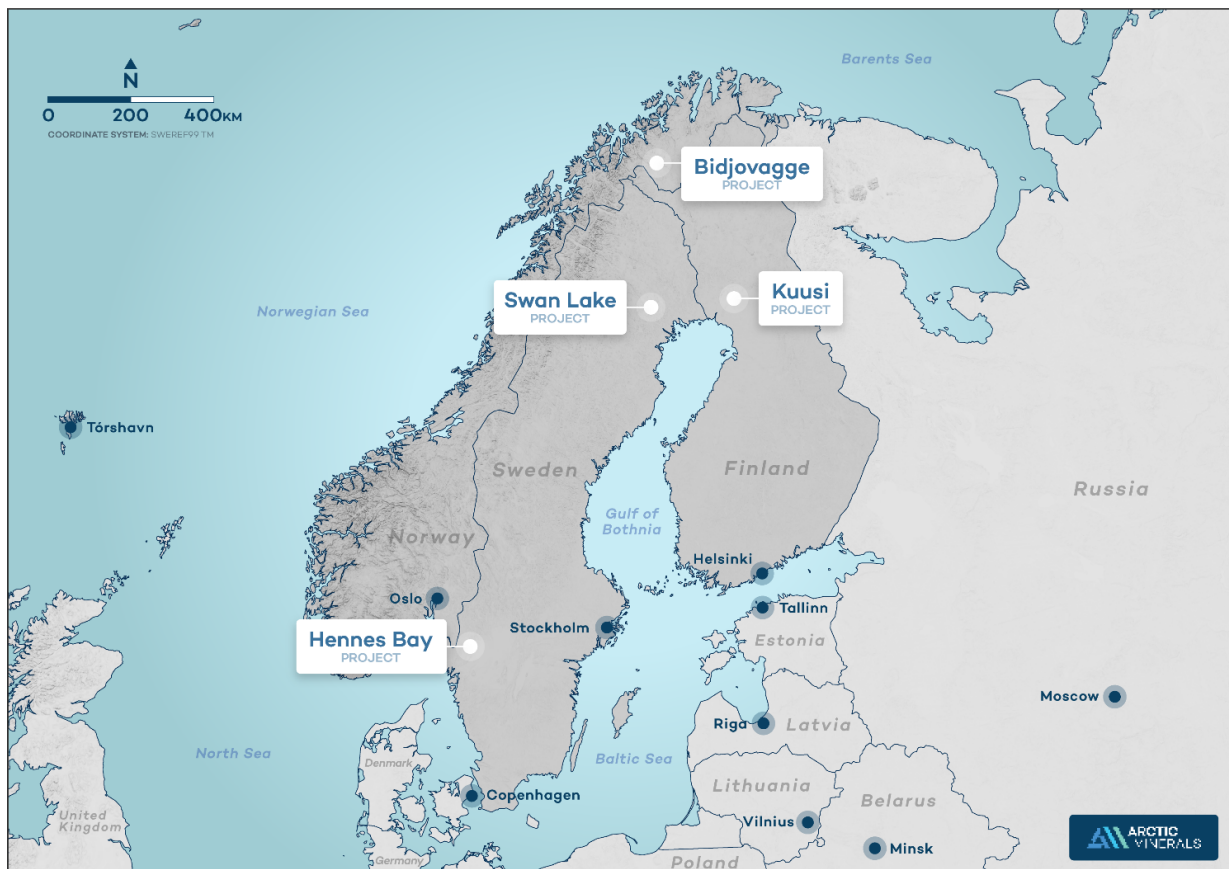 Barents Sea
N
0 200 400KM
COORDINATE SYSTEM: SWEREF99 TM
Bidjovagge
PROJECT
Swan Lake
PROJECT
Kuusi
PROJECT
Norwegian Sea
Tórshavn
Sweden
Finland
Russia
Gulf of
Bothnia
Norway
Helsinki
Oslo
Tallinn
Stockholm
Estonia
Hennes Bay
PROJECT
Moscow
Riga
Latvia
North Sea
Baltic Sea
Denmark
Lithuania
Copenhagen
Belarus
United
Kingdom
Vilnius
Minsk
Germany
Poland
ARCTIC
MINERALS